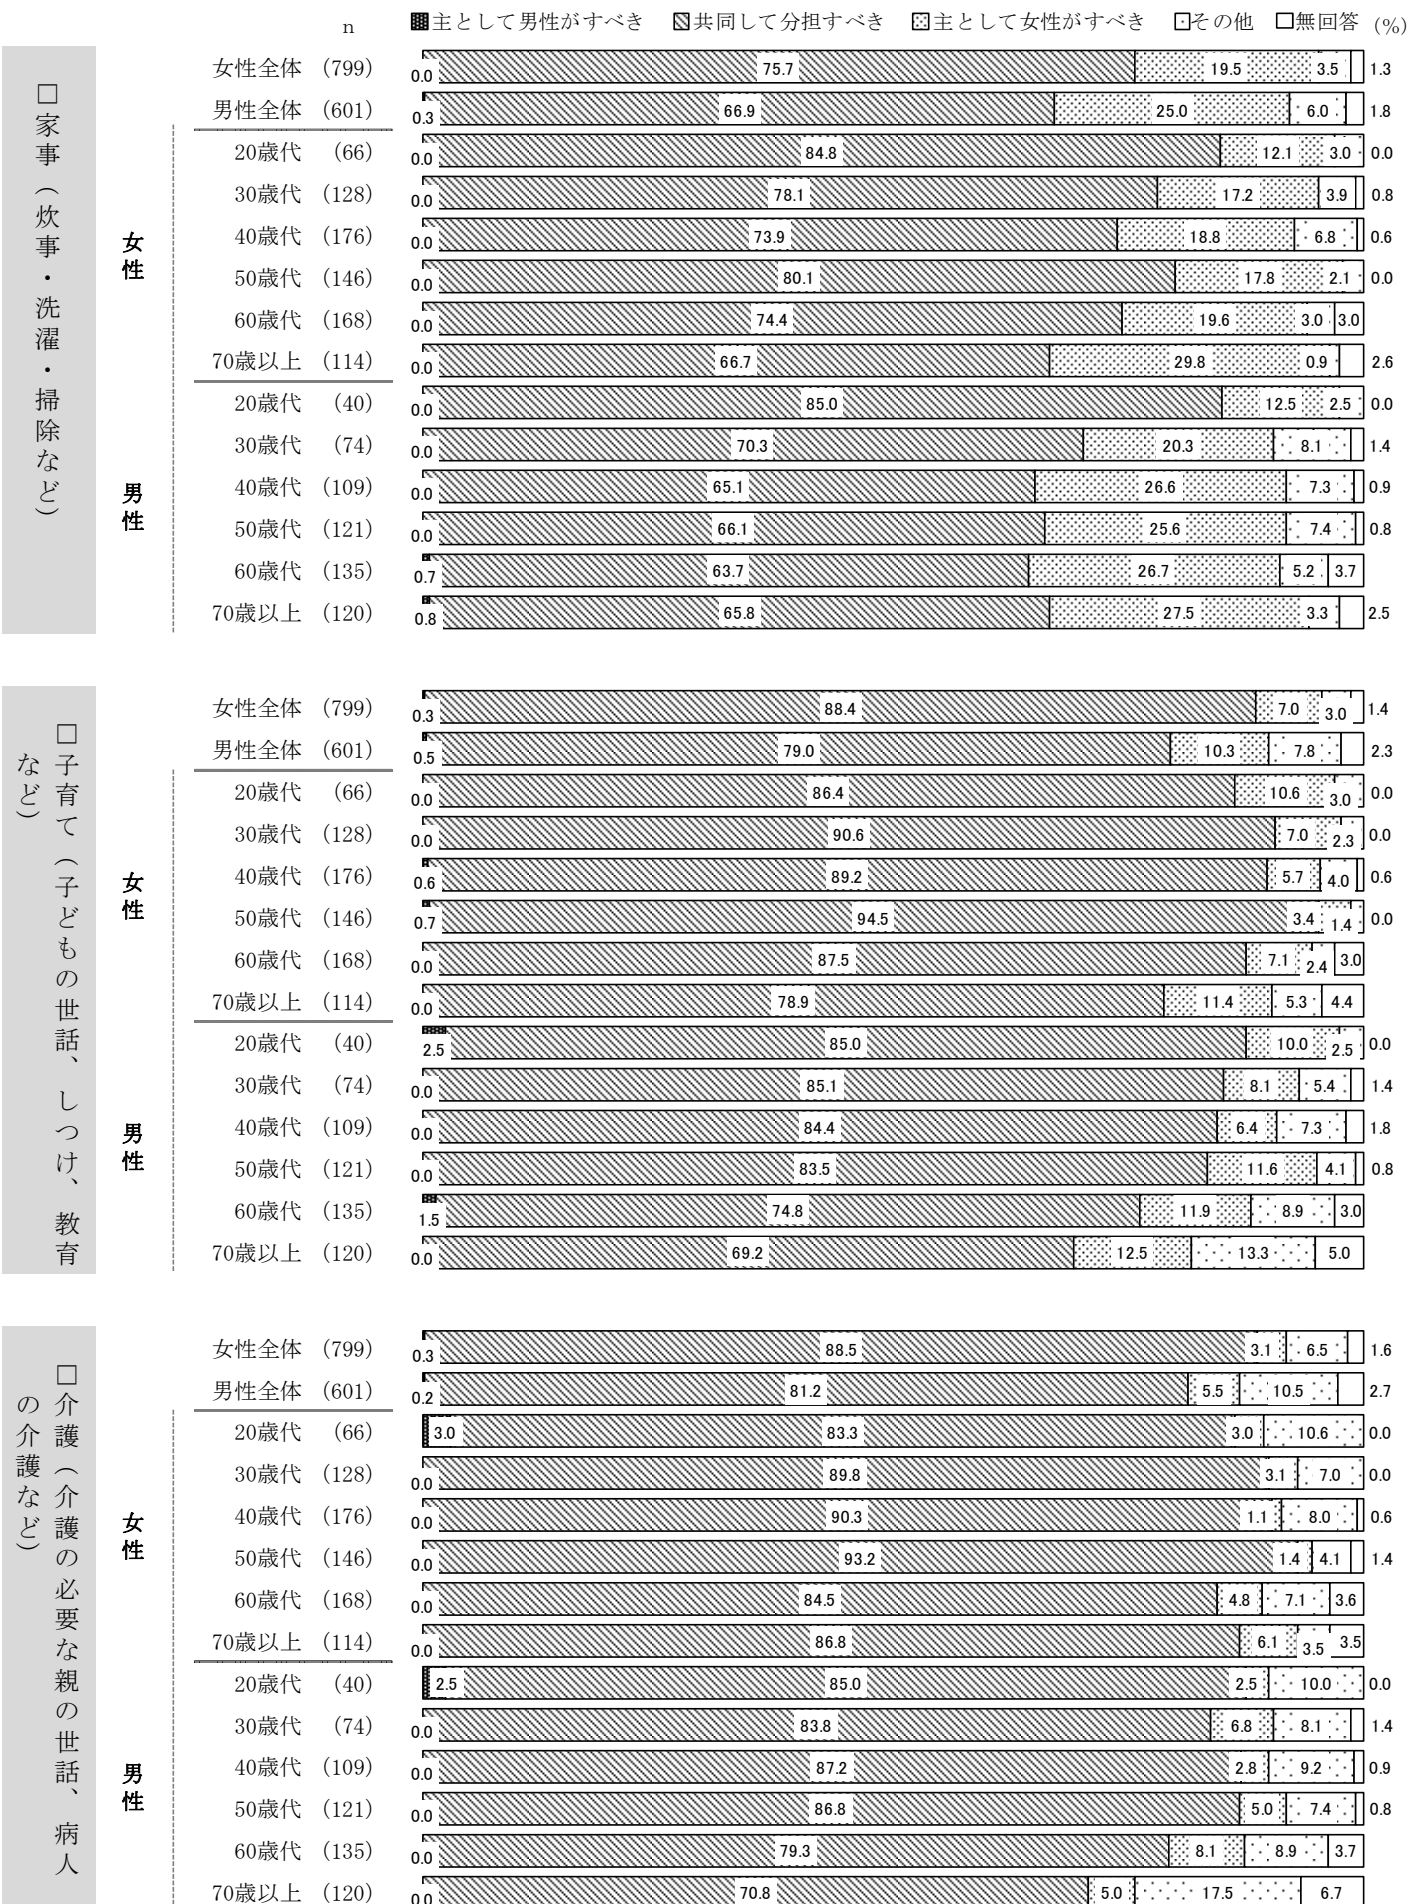 n ■主として男性がすべき 共同して分担すべき 主として女性がすべき その他 □無回答 (%)
□家事（炊事・洗濯・掃除など）
女性全体 (799) 0.0 75.7 19.5 3.5 1.3
男性全体 (601) 0.3 66.9 25.0 6.0 1.8
女性
20歳代 (66) 0.0 84.8 12.1 3.0 0.0
30歳代 (128) 0.0 78.1 17.2 3.9 0.8
40歳代 (176) 0.0 73.9 18.8 6.8 0.6
50歳代 (146) 0.0 80.1 17.8 2.1 0.0
60歳代 (168) 0.0 74.4 19.6 3.0 3.0
70歳以上 (114) 0.0 66.7 29.8 0.9 2.6
男性
20歳代 (40) 0.0 85.0 12.5 2.5 0.0
30歳代 (74) 0.0 70.3 20.3 8.1 1.4
40歳代 (109) 0.0 65.1 26.6 7.3 0.9
50歳代 (121) 0.0 66.1 25.6 7.4 0.8
60歳代 (135) 0.7 63.7 26.7 5.2 3.7
70歳以上 (120) 0.8 65.8 27.5 3.3 2.5
□子育て（子どもの世話、しつけ、教育
など）
女性全体 (799) 0.3 88.4 7.0 3.0 1.4
男性全体 (601) 0.5 79.0 10.3 7.8 2.3
女性
20歳代 (66) 0.0 86.4 10.6 3.0 0.0
30歳代 (128) 0.0 90.6 7.0 2.3 0.0
40歳代 (176) 0.6 89.2 5.7 4.0 0.6
50歳代 (146) 0.7 94.5 3.4 1.4 0.0
60歳代 (168) 0.0 87.5 7.1 2.4 3.0
70歳以上 (114) 0.0 78.9 11.4 5.3 4.4
男性
20歳代 (40) 2.5 85.0 10.0 2.5 0.0
30歳代 (74) 0.0 85.1 8.1 5.4 1.4
40歳代 (109) 0.0 84.4 6.4 7.3 1.8
50歳代 (121) 0.0 83.5 11.6 4.1 0.8
60歳代 (135) 1.5 74.8 11.9 8.9 3.0
70歳以上 (120) 0.0 69.2 12.5 13.3 5.0
□介護（介護の必要な親の世話、病人
の介護など）
女性全体 (799) 0.3 88.5 3.1 6.5 1.6
男性全体 (601) 0.2 81.2 5.5 10.5 2.7
女性
20歳代 (66) 3.0 83.3 3.0 10.6 0.0
30歳代 (128) 0.0 89.8 3.1 7.0 0.0
40歳代 (176) 0.0 90.3 1.1 8.0 0.6
50歳代 (146) 0.0 93.2 1.4 4.1 1.4
60歳代 (168) 0.0 84.5 4.8 7.1 3.6
70歳以上 (114) 0.0 86.8 6.1 3.5 3.5
男性
20歳代 (40) 2.5 85.0 2.5 10.0 0.0
30歳代 (74) 0.0 83.8 6.8 8.1 1.4
40歳代 (109) 0.0 87.2 2.8 9.2 0.9
50歳代 (121) 0.0 86.8 5.0 7.4 0.8
60歳代 (135) 0.0 79.3 8.1 8.9 3.7
70歳以上 (120) 0.0 70.8 5.0 17.5 6.7